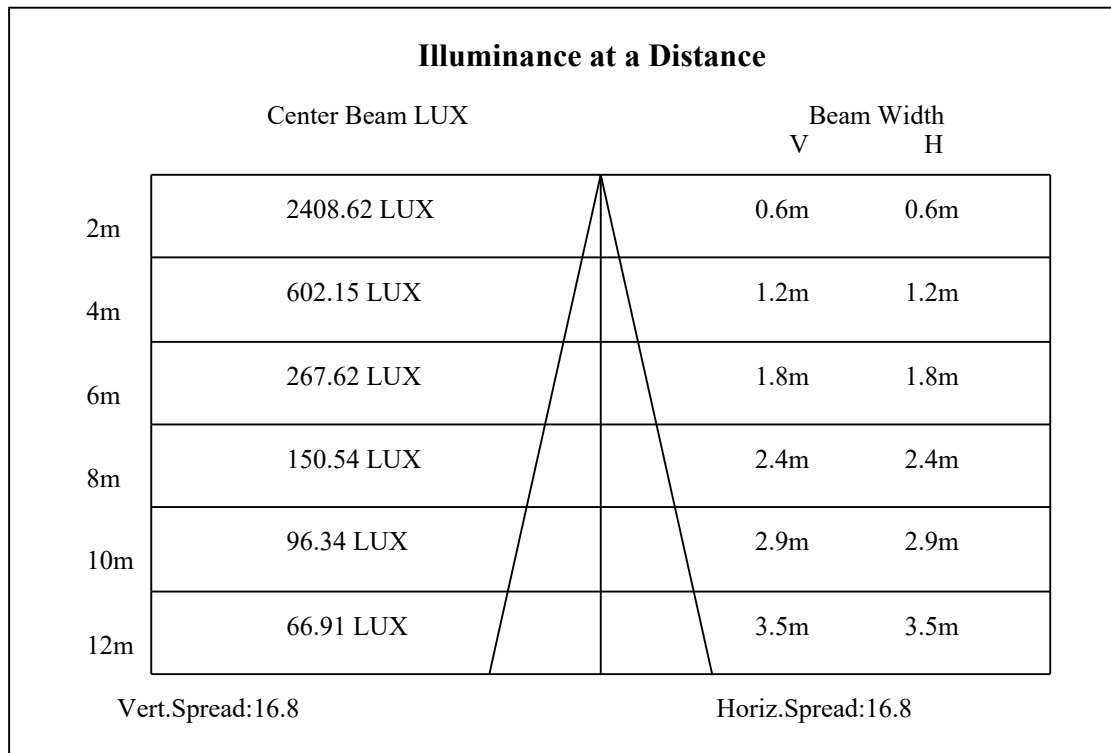 Illuminance at a Distance
Center Beam LUX Beam Width
V H
2m 2408.62 LUX 0.6m 0.6m
4m 602.15 LUX 1.2m 1.2m
6m 267.62 LUX 1.8m 1.8m
8m 150.54 LUX 2.4m 2.4m
10m 96.34 LUX 2.9m 2.9m
12m 66.91 LUX 3.5m 3.5m
Vert.Spread:16.8 Horiz.Spread:16.8